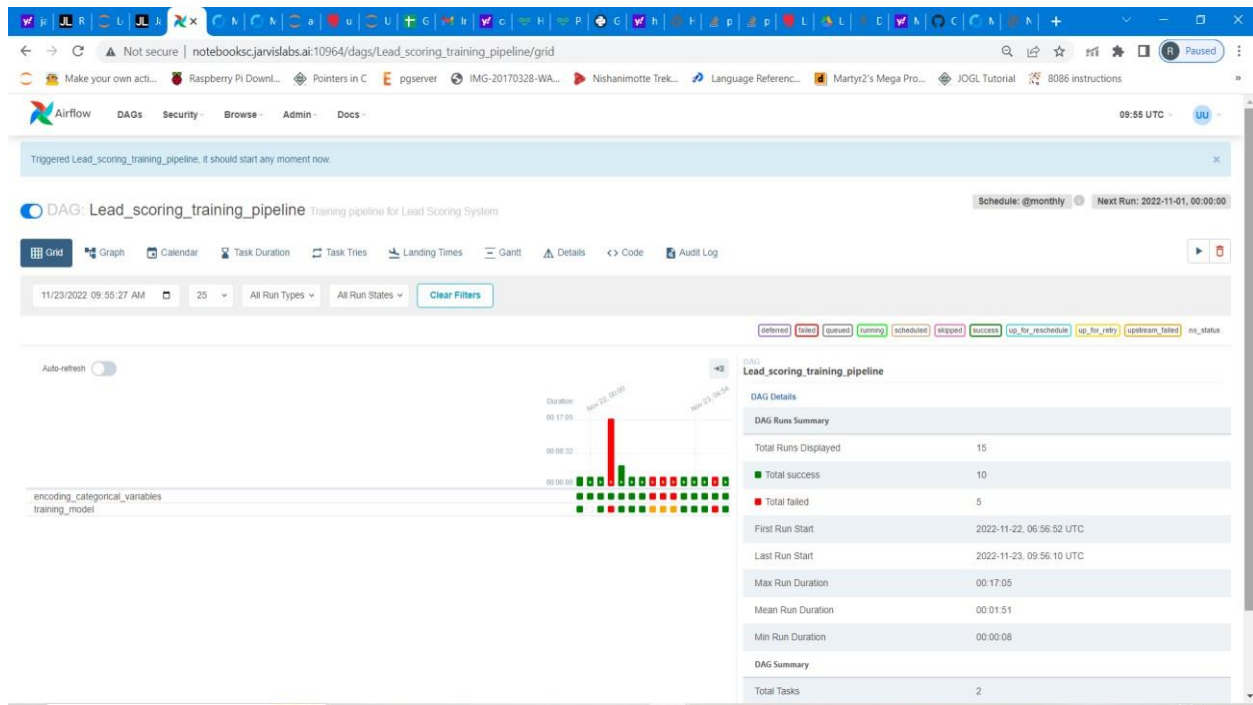 Not secure | notebooksc.jarvislabs.ai:10964/dags/Lead_scoring_training_pipeline/grid
R Paused
Make your own acti... Raspberry Pi Downl... Pointers in C pgserver IMG-20170328-WA... Nishanimotte Trek... Language Referenc... Martyr2's Mega Pro... JOGL Tutorial 8086 instructions »
Airflow DAGs Security Browse Admin Docs 09:55 UTC UU
Triggered Lead_scoring_training_pipeline, it should start any moment now. ×
DAG: Lead_scoring_training_pipeline Training pipeline for Lead Scoring System Schedule: @monthly Next Run: 2022-11-01, 00:00:00
Grid Graph Calendar Task Duration Task Tries Landing Times Gantt Details <> Code Audit Log
11/23/2022 09:55:27 AM 25 All Run Types All Run States Clear Filters
deferred failed queued running scheduled skipped success up_for_reschedule up_for_retry upstream_failed no_status
Auto-refresh
Duration
Nov 22, 00:00
Nov 23, 04:54
00:17:05
00:08:32
00:00:00
encoding_categorical_variables
training_model
DAG
Lead_scoring_training_pipeline
DAG Details
DAG Runs Summary
Total Runs Displayed 15
Total success 10
Total failed 5
First Run Start 2022-11-22, 06:56:52 UTC
Last Run Start 2022-11-23, 09:56:10 UTC
Max Run Duration 00:17:05
Mean Run Duration 00:01:51
Min Run Duration 00:00:08
DAG Summary
Total Tasks 2